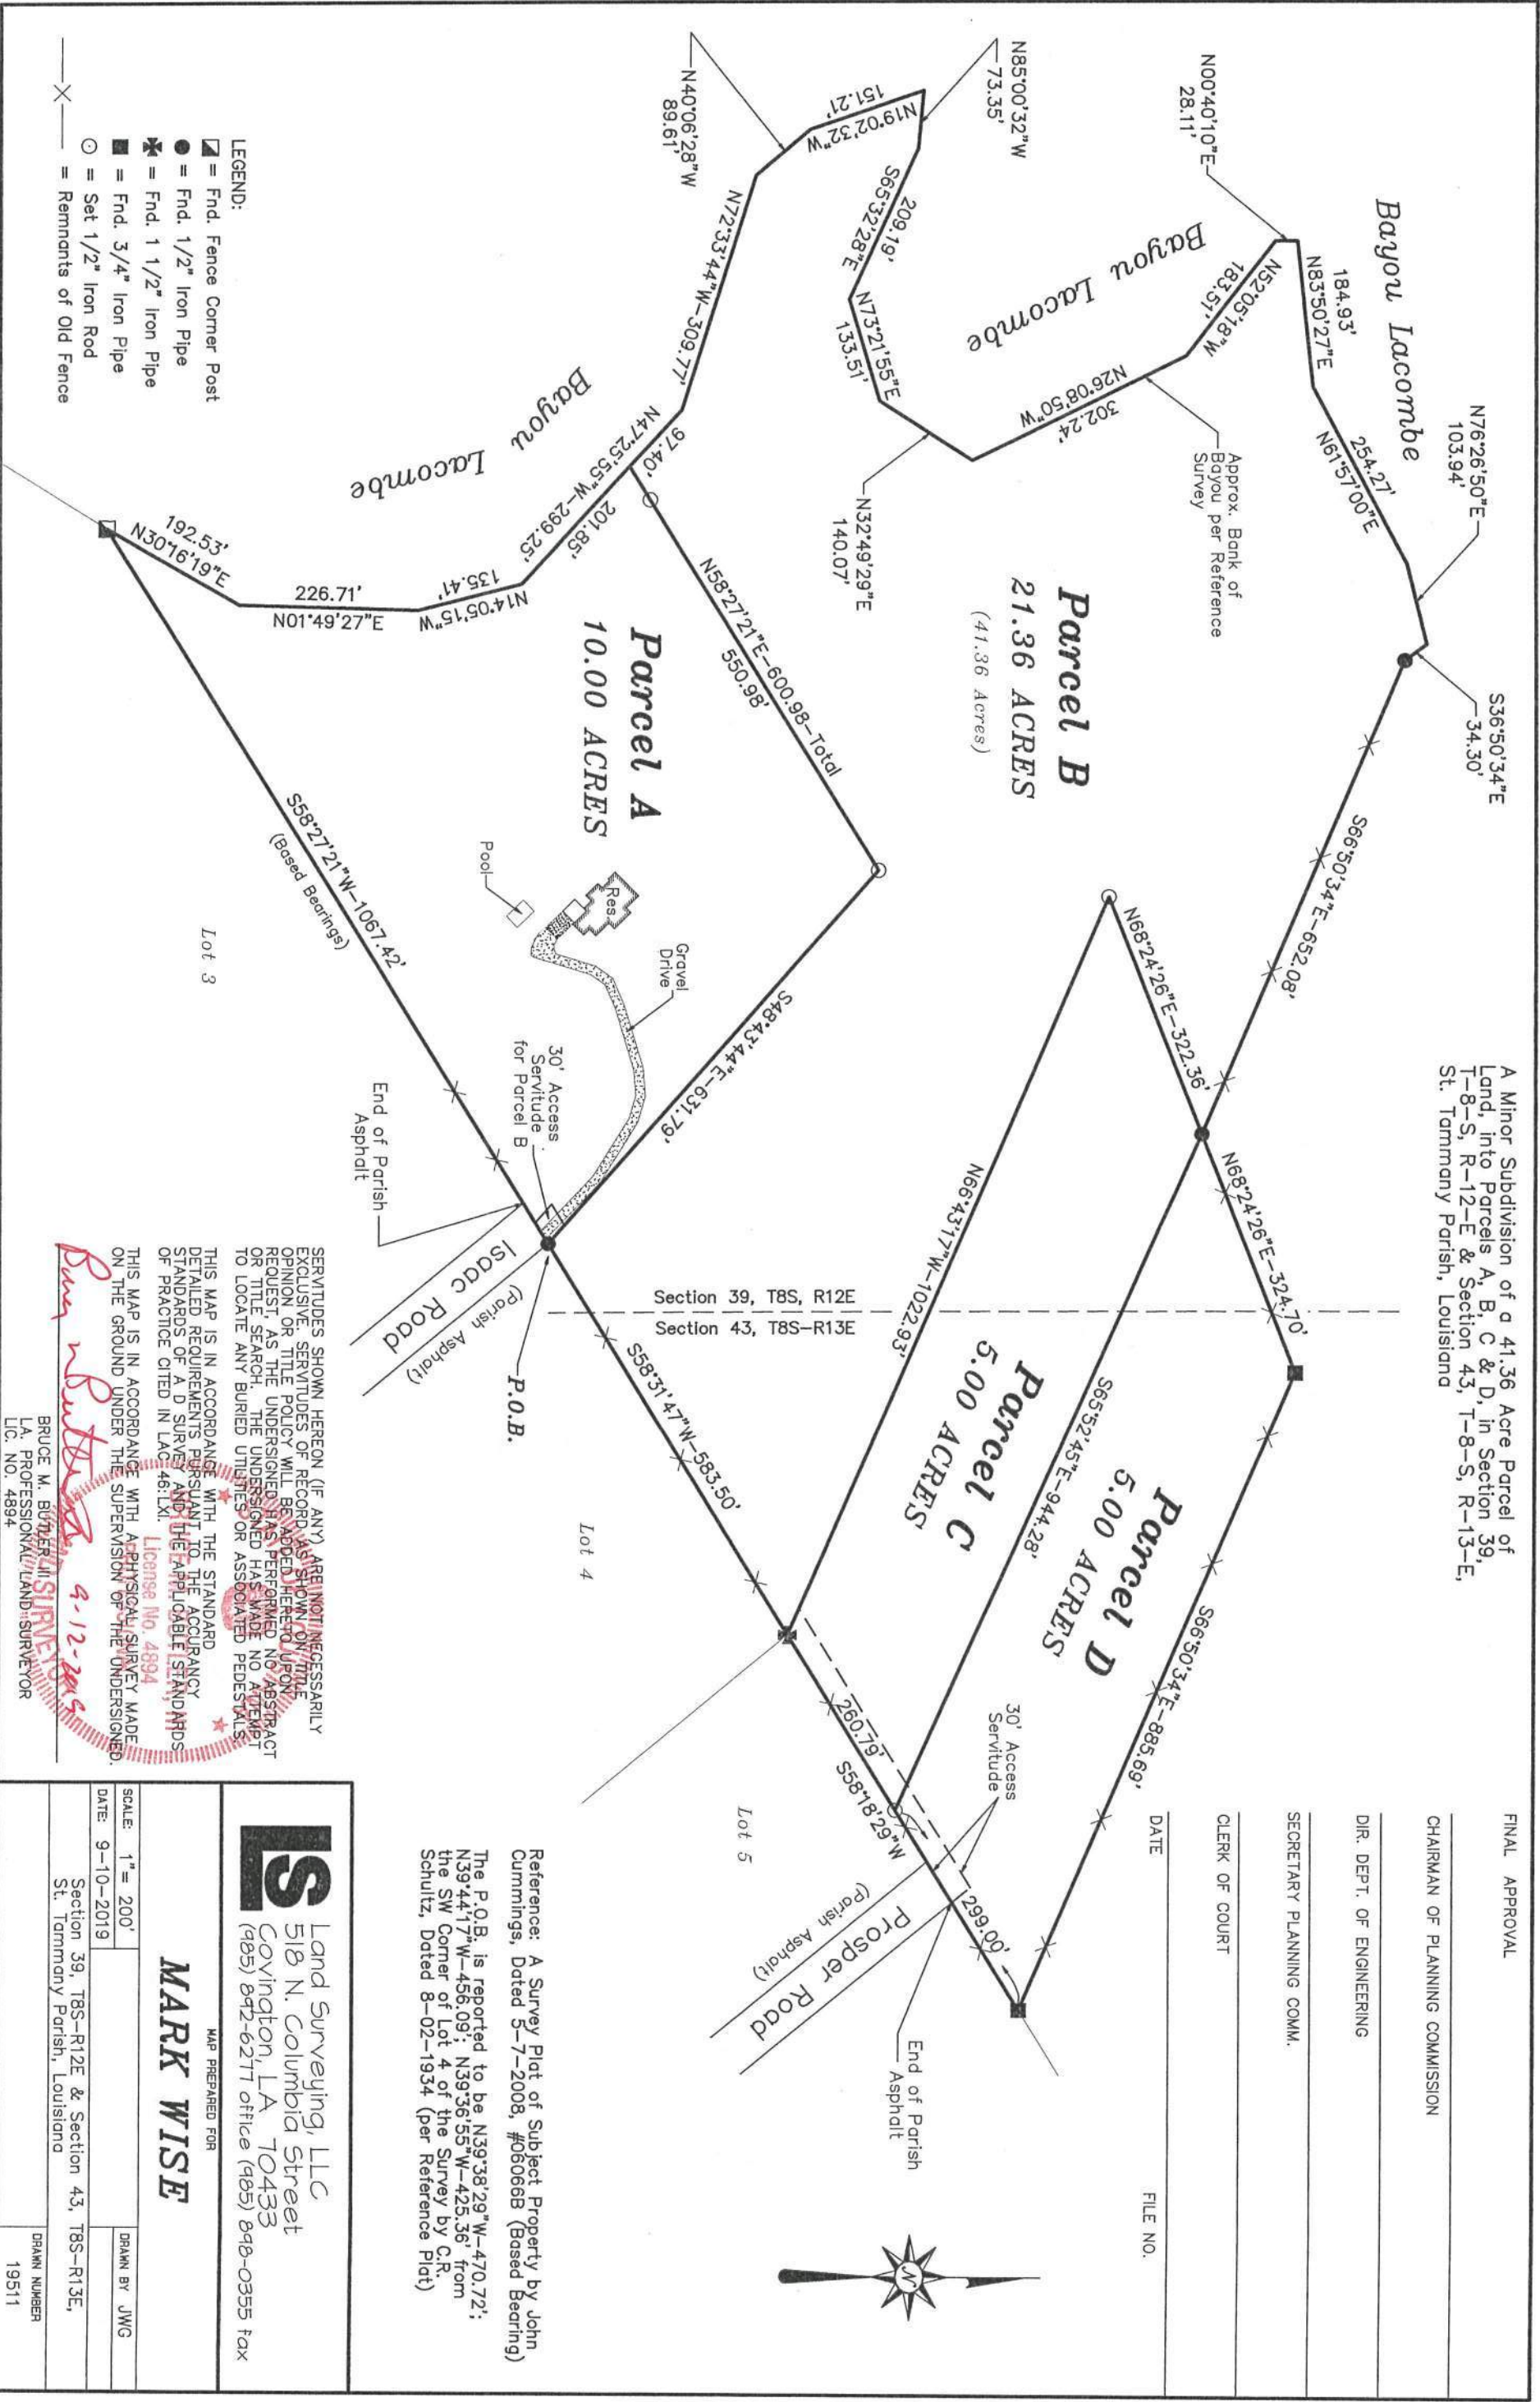 A Minor Subdivision of a 41.36 Acre Parcel of
Land, into Parcels A, B, C & D, in Section 39,
T-8-S, R-12-E & Section 43, T-8-S, R-13-E,
St. Tammany Parish, Louisiana
FINAL APPROVAL
CHAIRMAN OF PLANNING COMMISSION
DIR. DEPT. OF ENGINEERING
SECRETARY PLANNING COMM.
CLERK OF COURT
DATE
FILE NO.
N
Bayou Lacombe
N76°26'50"E
103.94'
S36°50'34"E
34.30'
254.27'
N61°57'00"E
184.93'
N83°50'27"E
N00°40'10"E
28.11'
N52°05'18"W
183.51'
N26°08'50"W
302.24'
Approx. Bank of
Bayou per Reference
Survey
Bayou Lacombe
N32°49'29"E
140.07'
N73°21'55"E
133.51'
209.19'
S65°32'28"E
N85°00'32"W
73.35'
N19°02'32"W
151.21'
N40°06'28"W
89.61'
N72°33'44"W-309.77'
Bayou
Lacombe
97.40'
N47°25'55"W-299.25'
201.85'
N14°05'15"W
135.41'
226.71'
N01°49'27"E
192.53'
N30°16'19"E
Parcel B
21.36 ACRES
(41.36 Acres)
S66°50'34"E-652.08'
N68°24'26"E-322.36'
N68°24'26"E-324.70'
S66°50'34"E-885.69'
Parcel D
5.00 ACRES
S65°52'45"E-944.28'
Parcel C
5.00 ACRES
N66°43'17"W-1022.93'
Section 39, T8S, R12E
Section 43, T8S-R13E
N58°27'21"E-600.98-Total
550.98'
Parcel A
10.00 ACRES
Res.
Pool
Gravel
Drive
S48°43'44"E-631.79'
30' Access
Servitude
for Parcel B
S58°27'21"W-1067.42'
(Based Bearings)
Lot 3
End of Parish
Asphalt
Isaac Road
(Parish Asphalt)
P.O.B.
S58°31'47"W-583.50'
Lot 4
260.79'
S58°18'29"W
299.00'
30' Access
Servitude
Lot 5
Prosper Road
(Parish Asphalt)
End of Parish
Asphalt
LEGEND:
= Fnd. Fence Corner Post
= Fnd. 1/2" Iron Pipe
= Fnd. 1 1/2" Iron Pipe
= Fnd. 3/4" Iron Pipe
= Set 1/2" Iron Rod
X = Remnants of Old Fence
SERVITUDES SHOWN HEREON (IF ANY) ARE NOT NECESSARILY
EXCLUSIVE. SERVITUDES OF RECORD AS SHOWN ON TITLE
OPINION OR TITLE POLICY WILL BE ADDED HERETO UPON
REQUEST, AS THE UNDERSIGNED HAS PERFORMED NO ABSTRACT
OR TITLE SEARCH. THE UNDERSIGNED HAS MADE NO ATTEMPT
TO LOCATE ANY BURIED UTILITIES OR ASSOCIATED PEDESTALS.
THIS MAP IS IN ACCORDANCE WITH THE STANDARD
DETAILED REQUIREMENTS PURSUANT TO THE ACCURANCY
STANDARDS OF A D SURVEY AND THE APPLICABLE STANDARDS
OF PRACTICE CITED IN LAC 46:LXI.
THIS MAP IS IN ACCORDANCE WITH A PHYSICAL SURVEY MADE
ON THE GROUND UNDER THE SUPERVISION OF THE UNDERSIGNED.
License No. 4894
9-12-2019
BRUCE M. BUTLER III
LA. PROFESSIONAL LAND SURVEYOR
LIC. NO. 4894
Reference: A Survey Plat of Subject Property by John
Cummings, Dated 5-7-2008, #06066B (Based Bearing)
The P.O.B. is reported to be N39°38'29"W-470.72';
N39°44'17"W-456.09'; N39°36'55"W-425.36' from
the SW Corner of Lot 4 of the Survey by C.R.
Schultz, Dated 8-02-1934 (per Reference Plat)
LS
Land Surveying, LLC
518 N. Columbia Street
Covington, LA 70433
(985) 892-6277 office (985) 898-0355 fax
MAP PREPARED FOR
MARK WISE
SCALE: 1"= 200'
DRAWN BY JWG
DATE: 9-10-2019
Section 39, T8S-R12E & Section 43, T8S-R13E,
St. Tammany Parish, Louisiana
DRAWN NUMBER
19511